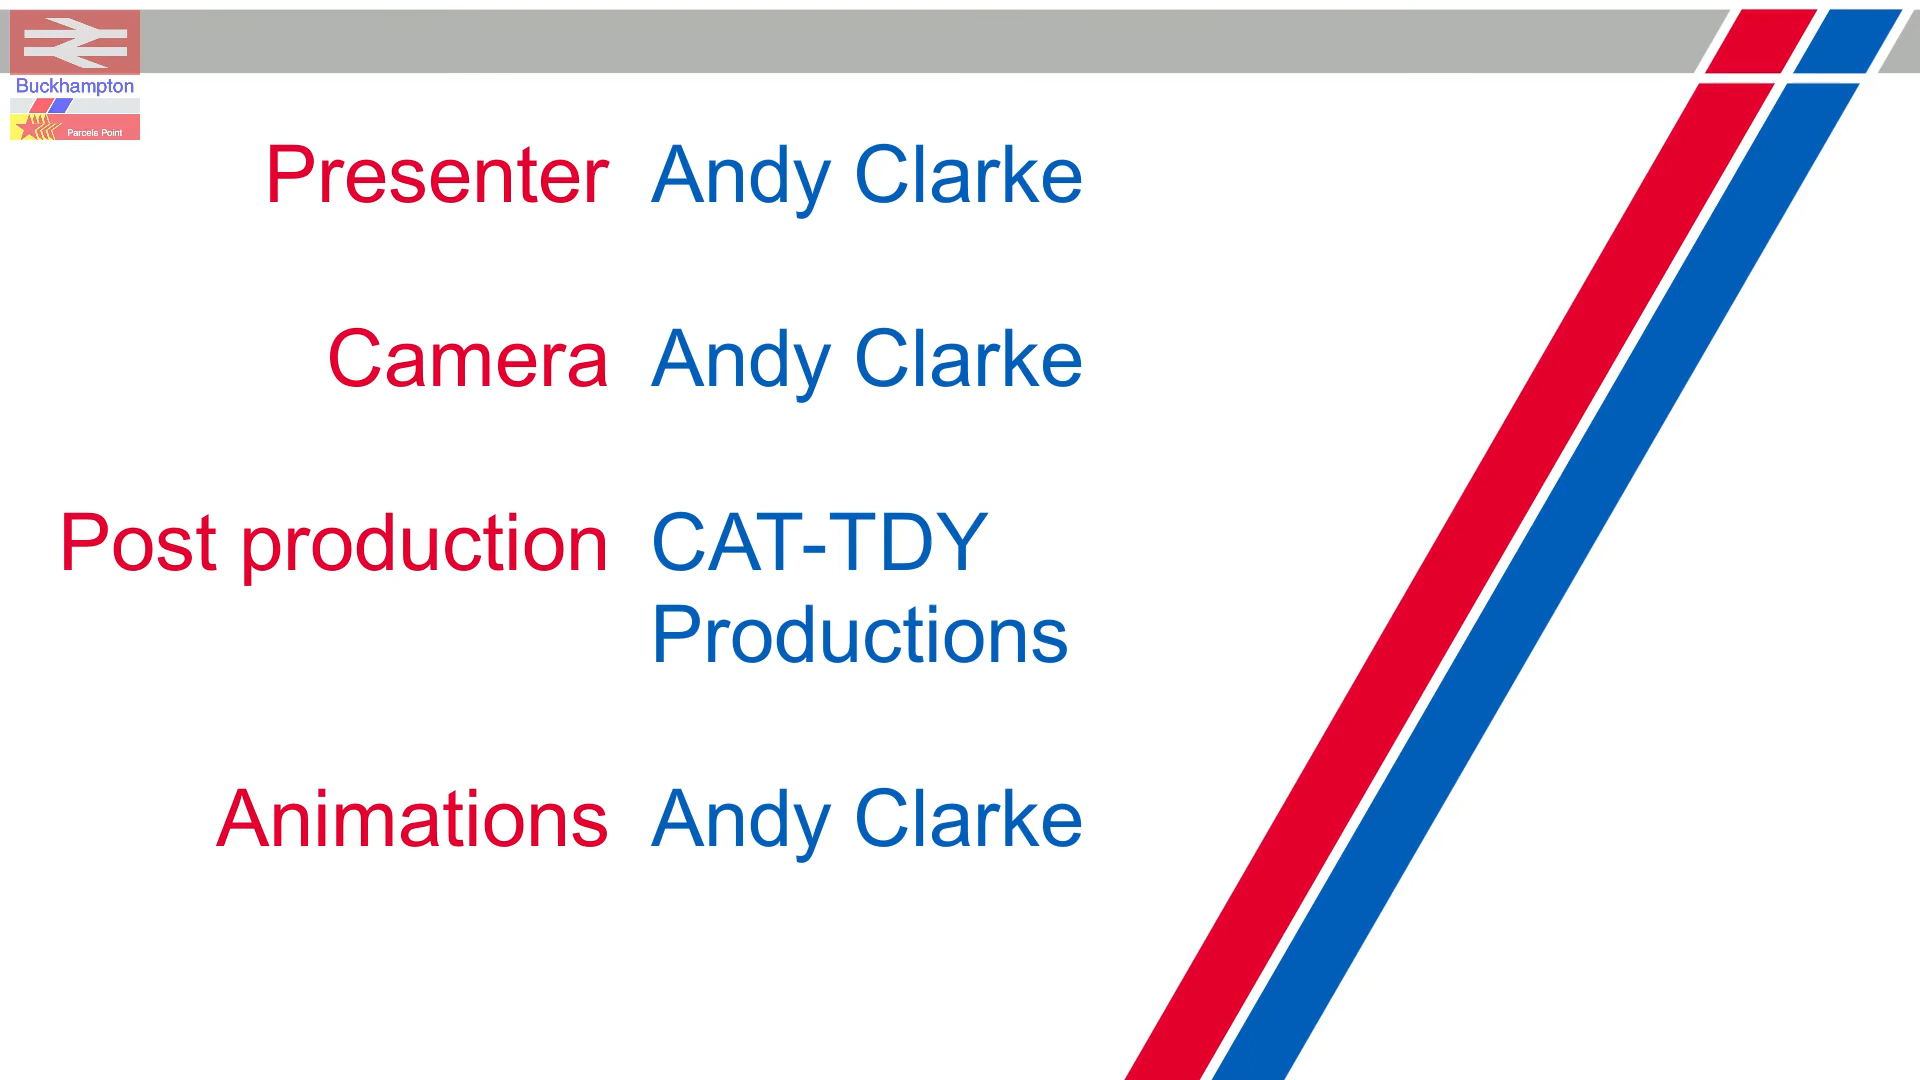 Buckhampton
Parcels Point
Presenter Andy Clarke
Camera Andy Clarke
Post production CAT-TDY
Productions
Animations Andy Clarke